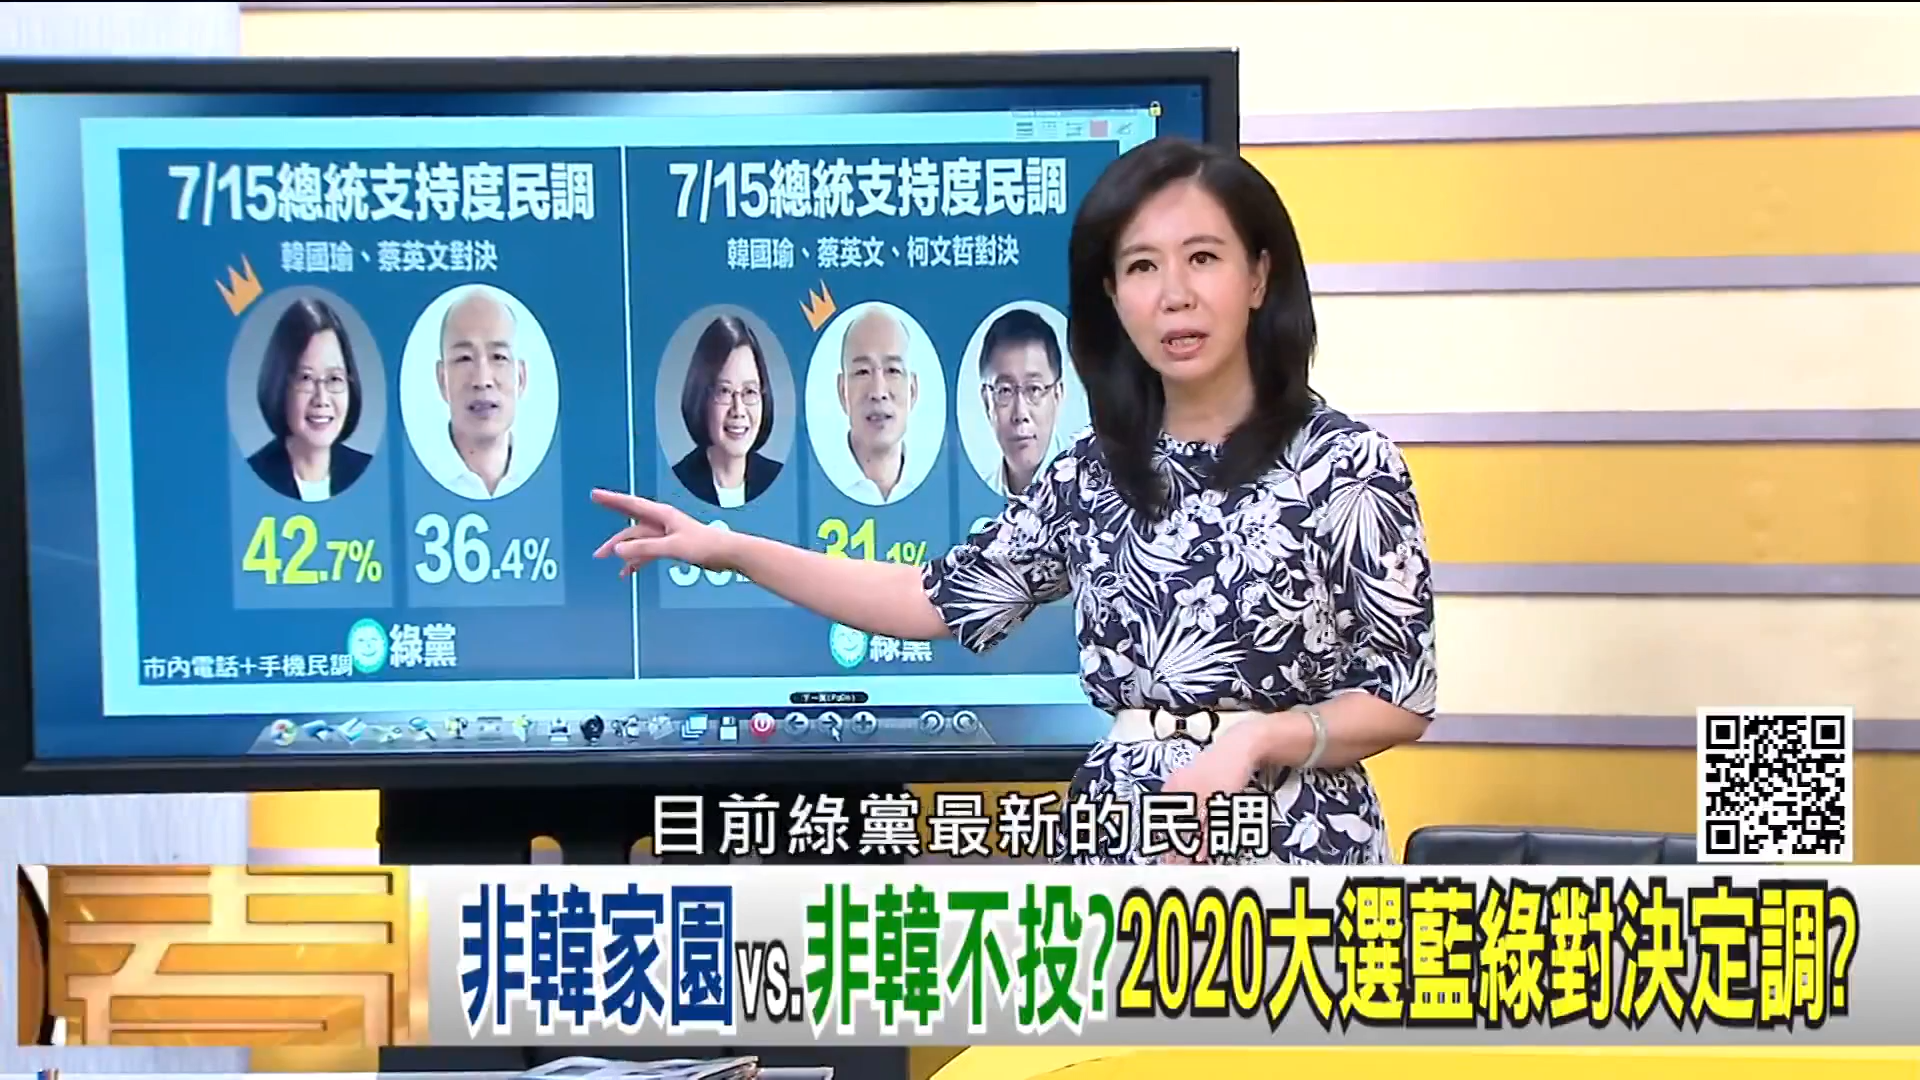 7/15總統支持度民調
韓國瑜、蔡英文對決
42.7%
36.4%
綠黨
市內電話+手機民調
7/15總統支持度民調
韓國瑜、蔡英文、柯文哲對決
31.1%
綠黨
目前綠黨最新的民調
非韓家園vs.非韓不投?2020大選藍綠對決定調?